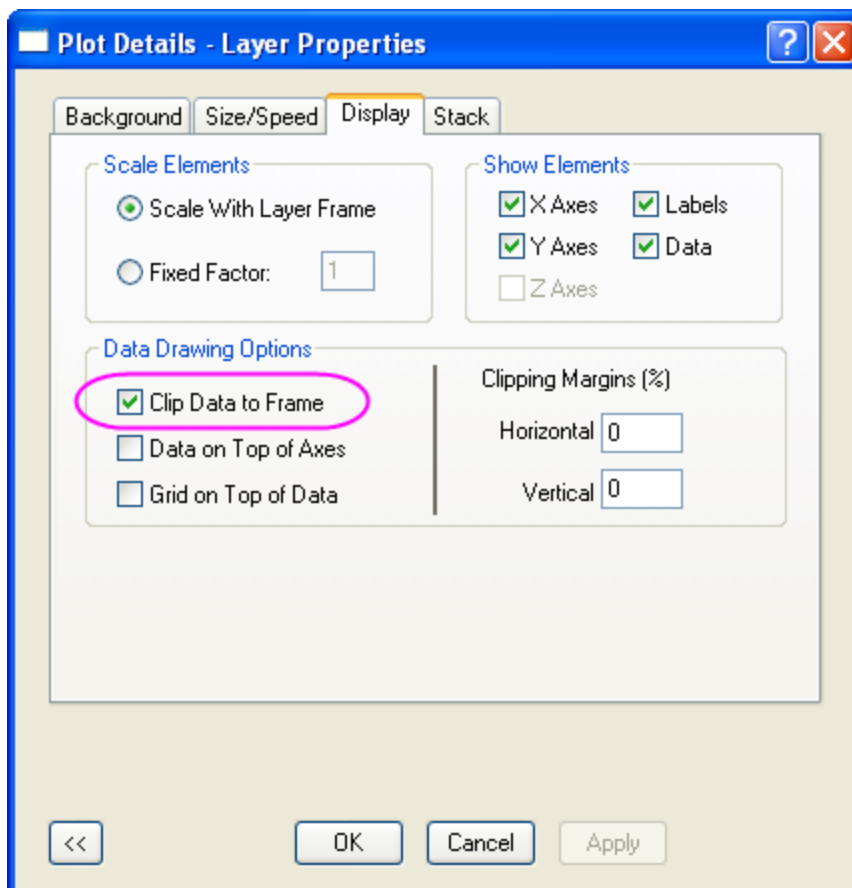 Plot Details - Layer Properties
?
Background Size/Speed Display Stack
Scale Elements
Scale With Layer Frame
Fixed Factor: 1
Show Elements
X Axes Labels
Y Axes Data
Z Axes
Data Drawing Options
Clip Data to Frame
Data on Top of Axes
Grid on Top of Data
Clipping Margins (%)
Horizontal 0
Vertical 0
<< OK Cancel Apply